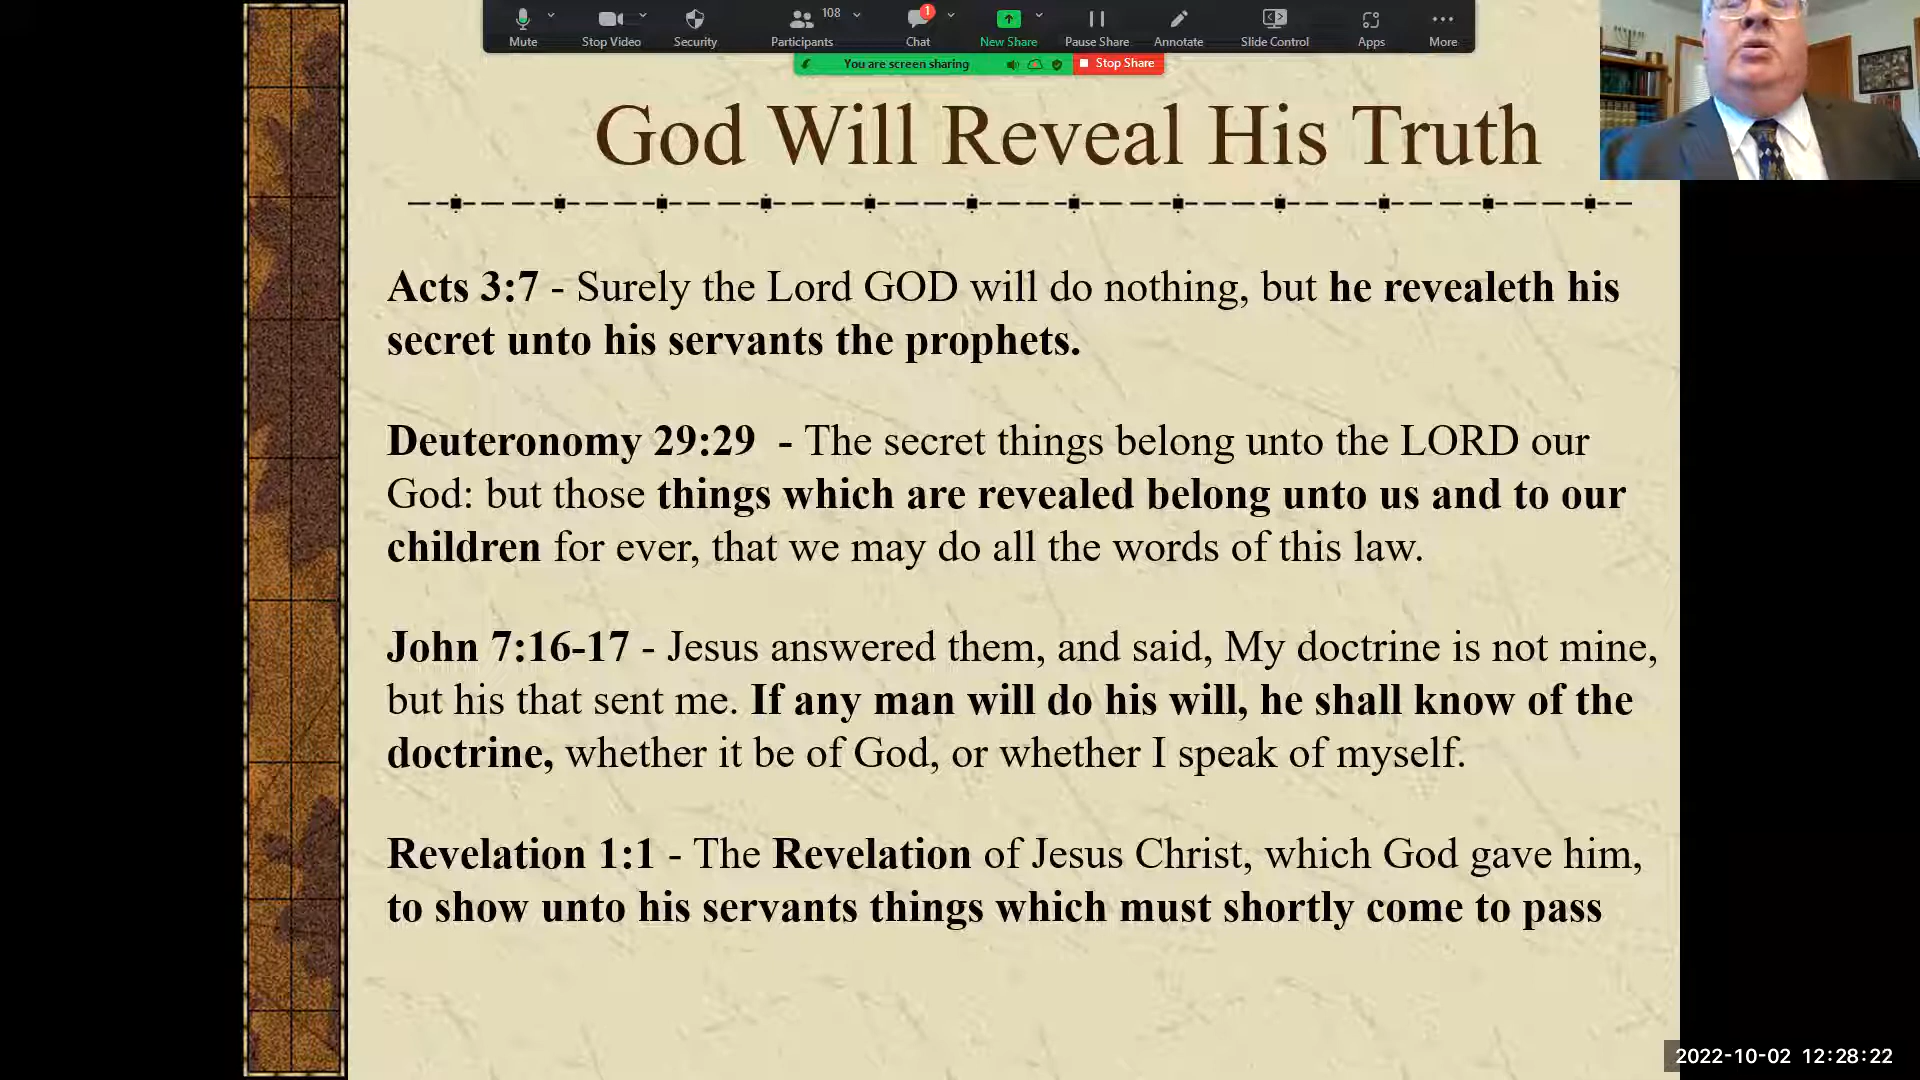 108
1
Mute
Stop Video
Security
Participants
Chat
New Share
Pause Share
Annotate
Slide Control
Apps
More
You are screen sharing
Stop Share
God Will Reveal His Truth
Acts 3:7 - Surely the Lord GOD will do nothing, but he revealeth his
secret unto his servants the prophets.
Deuteronomy 29:29 - The secret things belong unto the LORD our
God: but those things which are revealed belong unto us and to our
children for ever, that we may do all the words of this law.
John 7:16-17 - Jesus answered them, and said, My doctrine is not mine,
but his that sent me. If any man will do his will, he shall know of the
doctrine, whether it be of God, or whether I speak of myself.
Revelation 1:1 - The Revelation of Jesus Christ, which God gave him,
to show unto his servants things which must shortly come to pass
2022-10-02 12:28:22